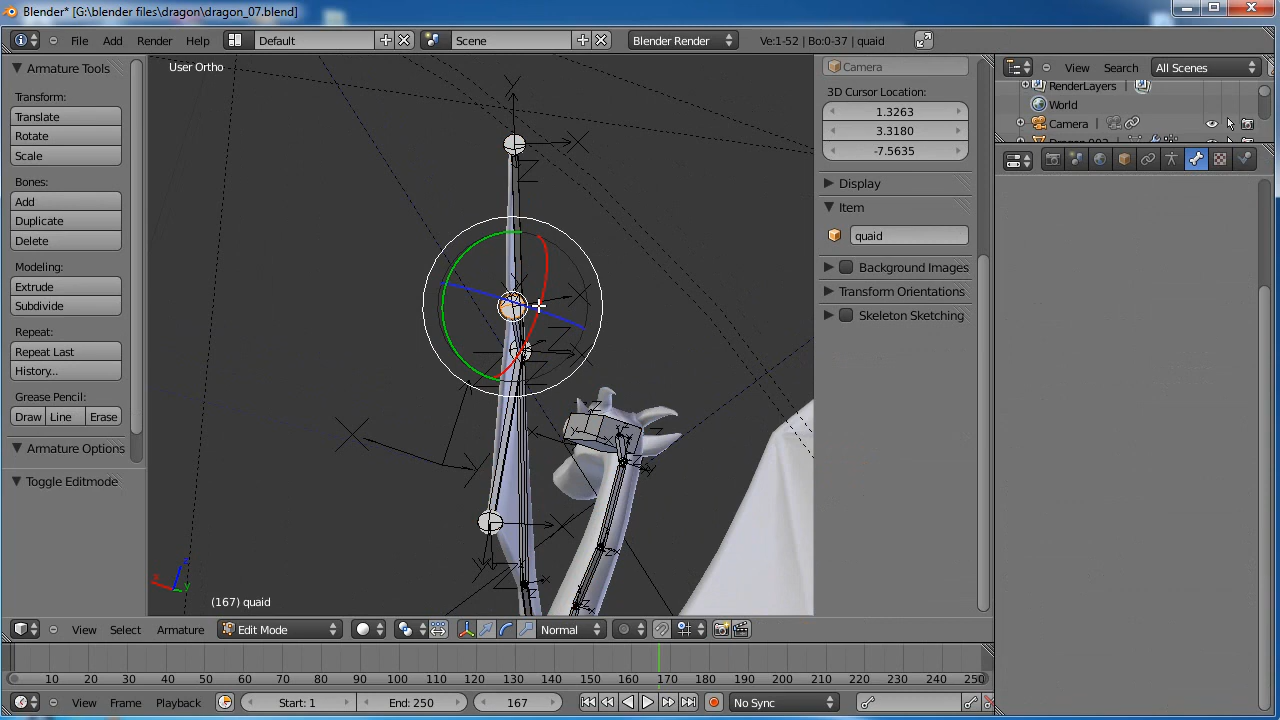 Blender* [G:\blender files\dragon\dragon_07.blend]
File Add Render Help Default Scene Blender Render Ve:1-52 | Bo:0-37 | quaid
View Search All Scenes
Armature Tools
Transform:
Translate
Rotate
Scale
Bones:
Add
Duplicate
Delete
Modeling:
Extrude
Subdivide
Repeat:
Repeat Last
History...
Grease Pencil:
Draw Line Erase
Armature Options
Toggle Editmode
User Ortho
(167) quaid
Camera
3D Cursor Location:
1.3263
3.3180
-7.5635
Display
Item
quaid
Background Images
Transform Orientations
Skeleton Sketching
RenderLayers
World
Camera
View Select Armature Edit Mode Normal
10 20 30 40 50 60 70 80 90 100 110 120 130 140 150 160 170 180 190 200 210 220 230 240 250
View Frame Playback Start: 1 End: 250 167 No Sync